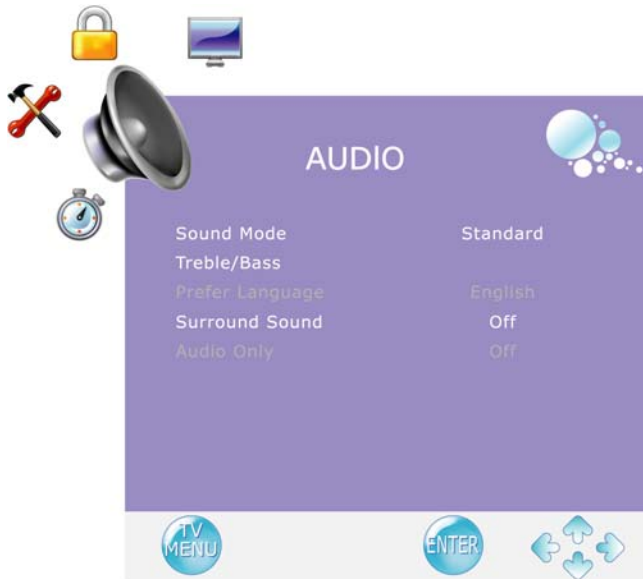 AUDIO
Sound Mode Standard
Treble/Bass
Prefer Language English
Surround Sound Off
Audio Only Off
TV
MENU
ENTER